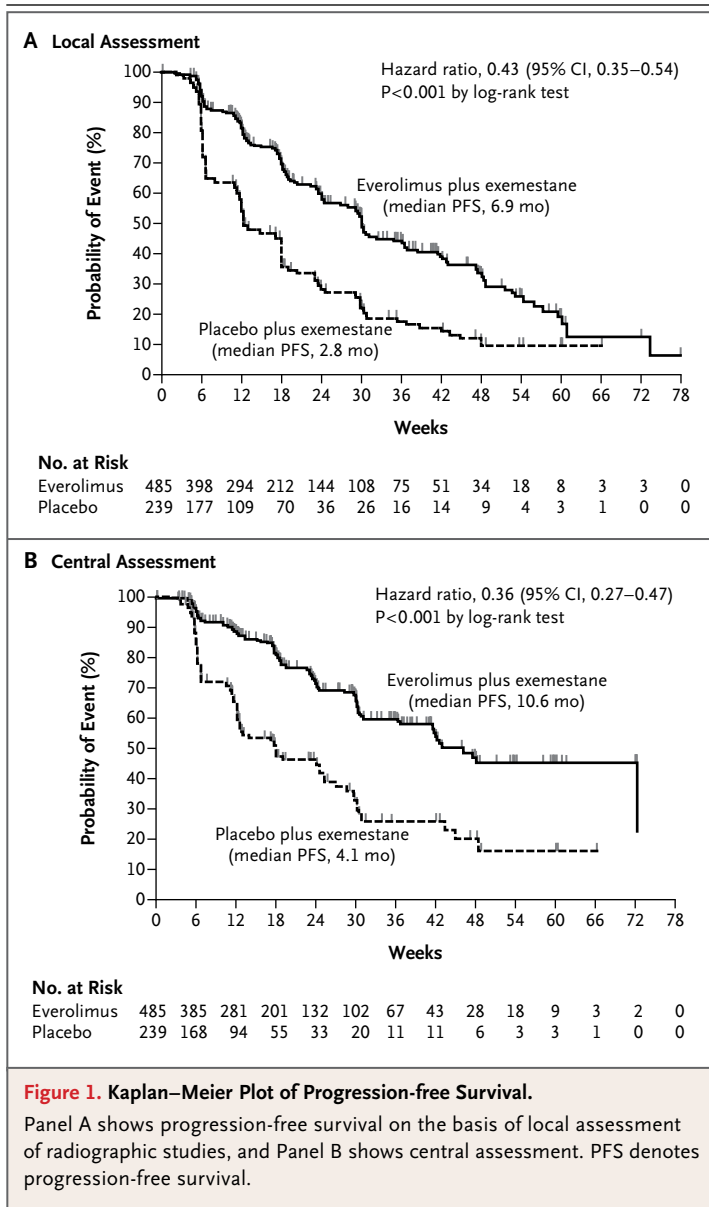 A Local Assessment
Hazard ratio, 0.43 (95% CI, 0.35–0.54)
P<0.001 by log-rank test
Probability of Event (%)
100
90
80
70
60
50
40
30
20
10
0
Everolimus plus exemestane
(median PFS, 6.9 mo)
Placebo plus exemestane
(median PFS, 2.8 mo)
0 6 12 18 24 30 36 42 48 54 60 66 72 78
Weeks
No. at Risk
Everolimus 485 398 294 212 144 108 75 51 34 18 8 3 3 0
Placebo 239 177 109 70 36 26 16 14 9 4 3 1 0 0
B Central Assessment
Hazard ratio, 0.36 (95% CI, 0.27–0.47)
P<0.001 by log-rank test
Probability of Event (%)
100
90
80
70
60
50
40
30
20
10
0
Everolimus plus exemestane
(median PFS, 10.6 mo)
Placebo plus exemestane
(median PFS, 4.1 mo)
0 6 12 18 24 30 36 42 48 54 60 66 72 78
Weeks
No. at Risk
Everolimus 485 385 281 201 132 102 67 43 28 18 9 3 2 0
Placebo 239 168 94 55 33 20 11 11 6 3 3 1 0 0
Figure 1. Kaplan–Meier Plot of Progression-free Survival.
Panel A shows progression-free survival on the basis of local assessment
of radiographic studies, and Panel B shows central assessment. PFS denotes
progression-free survival.